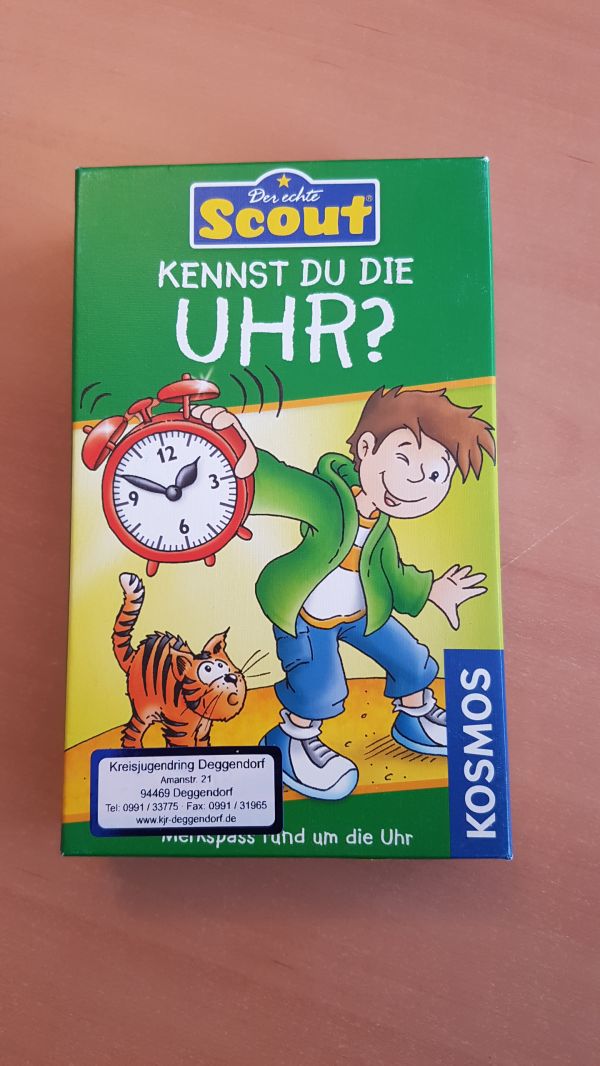 Der echte
Scout®
KENNST DU DIE
UHR?
12
3
9
6
KOSMOS
Kreisjugendring Deggendorf
Amanstr. 21
94469 Deggendorf
Tel: 0991 / 33775 Fax: 0991 / 31965
www.kjr-deggendorf.de
Merkspass rund um die Uhr